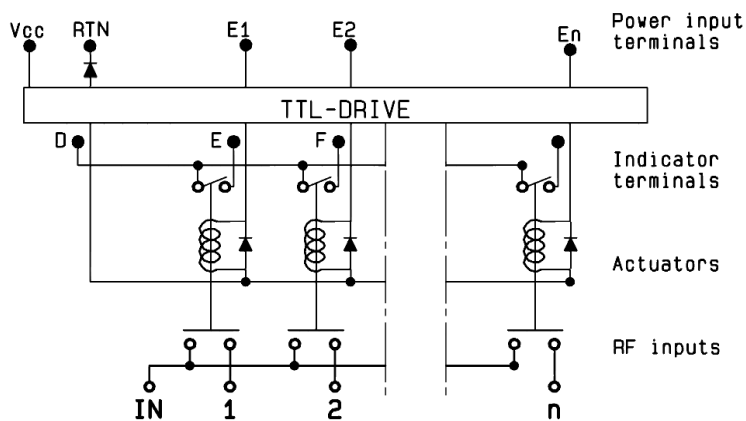 Vcc RTN E1 E2 En Power input
terminals
TTL-DRIVE
D E F Indicator
terminals
Actuators
RF inputs
IN 1 2 n